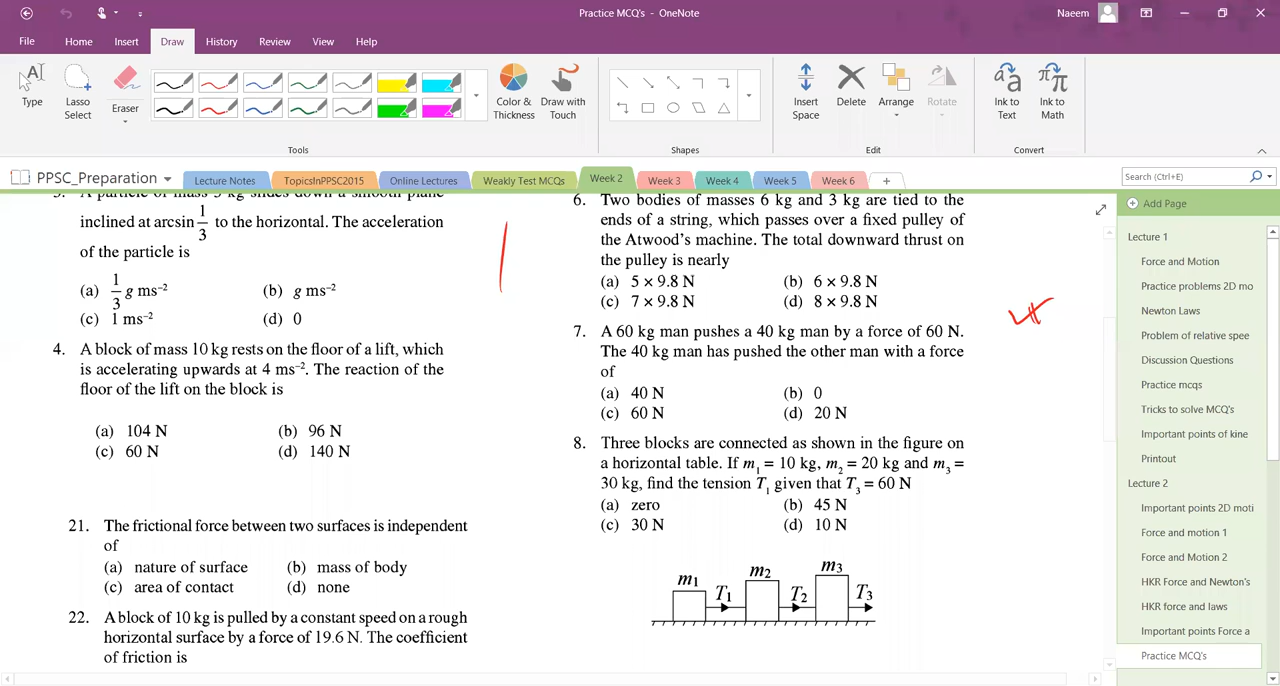 Practice MCQ's - OneNote
Naeem
File Home Insert Draw History Review View Help
Type
Lasso Select
Eraser
Color & Thickness
Draw with Touch
Insert Space
Delete
Arrange
Rotate
Ink to Text
Ink to Math
Tools
Shapes
Edit
Convert
PPSC_Preparation
Lecture Notes
TopicsInPPSC2015
Online Lectures
Weakly Test MCQs
Week 2
Week 3
Week 4
Week 5
Week 6
+
Search (Ctrl+E)
3. A particle of mass 5 kg slides down a smooth plane
inclined at arcsin 1/3 to the horizontal. The acceleration
of the particle is
(a) 1/3 g ms⁻² (b) g ms⁻²
(c) 1 ms⁻² (d) 0
4. A block of mass 10 kg rests on the floor of a lift, which
is accelerating upwards at 4 ms⁻². The reaction of the
floor of the lift on the block is
(a) 104 N (b) 96 N
(c) 60 N (d) 140 N
21. The frictional force between two surfaces is independent
of
(a) nature of surface (b) mass of body
(c) area of contact (d) none
22. A block of 10 kg is pulled by a constant speed on a rough
horizontal surface by a force of 19.6 N. The coefficient
of friction is
6. Two bodies of masses 6 kg and 3 kg are tied to the
ends of a string, which passes over a fixed pulley of
the Atwood's machine. The total downward thrust on
the pulley is nearly
(a) 5 × 9.8 N (b) 6 × 9.8 N
(c) 7 × 9.8 N (d) 8 × 9.8 N
7. A 60 kg man pushes a 40 kg man by a force of 60 N.
The 40 kg man has pushed the other man with a force
of
(a) 40 N (b) 0
(c) 60 N (d) 20 N
8. Three blocks are connected as shown in the figure on
a horizontal table. If m₁ = 10 kg, m₂ = 20 kg and m₃ =
30 kg, find the tension T₁ given that T₃ = 60 N
(a) zero (b) 45 N
(c) 30 N (d) 10 N
m₁ T₁ m₂ T₂ m₃ T₃
Add Page
Lecture 1
Force and Motion
Practice problems 2D mo
Newton Laws
Problem of relative spee
Discussion Questions
Practice mcqs
Tricks to solve MCQ's
Important points of kine
Printout
Lecture 2
Important points 2D moti
Force and motion 1
Force and Motion 2
HKR Force and Newton's
HKR force and laws
Important points Force a
Practice MCQ's